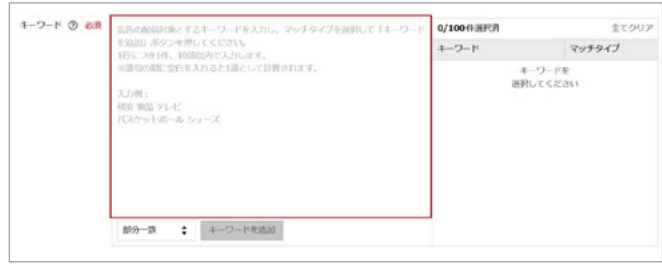 キーワード ? 必須
広告の配信対象とするキーワードを入力し、マッチタイプを選択して「キーワード
を追加」ボタンを押してください。
1行につき1件、10語以内で入力します。
※語句の間に空白を入れると1語として計算されます。
入力例：
格安 液晶 テレビ
バスケットボール シューズ
部分一致
キーワードを追加
0/100件選択済
全てクリア
キーワード
マッチタイプ
キーワードを
選択してください